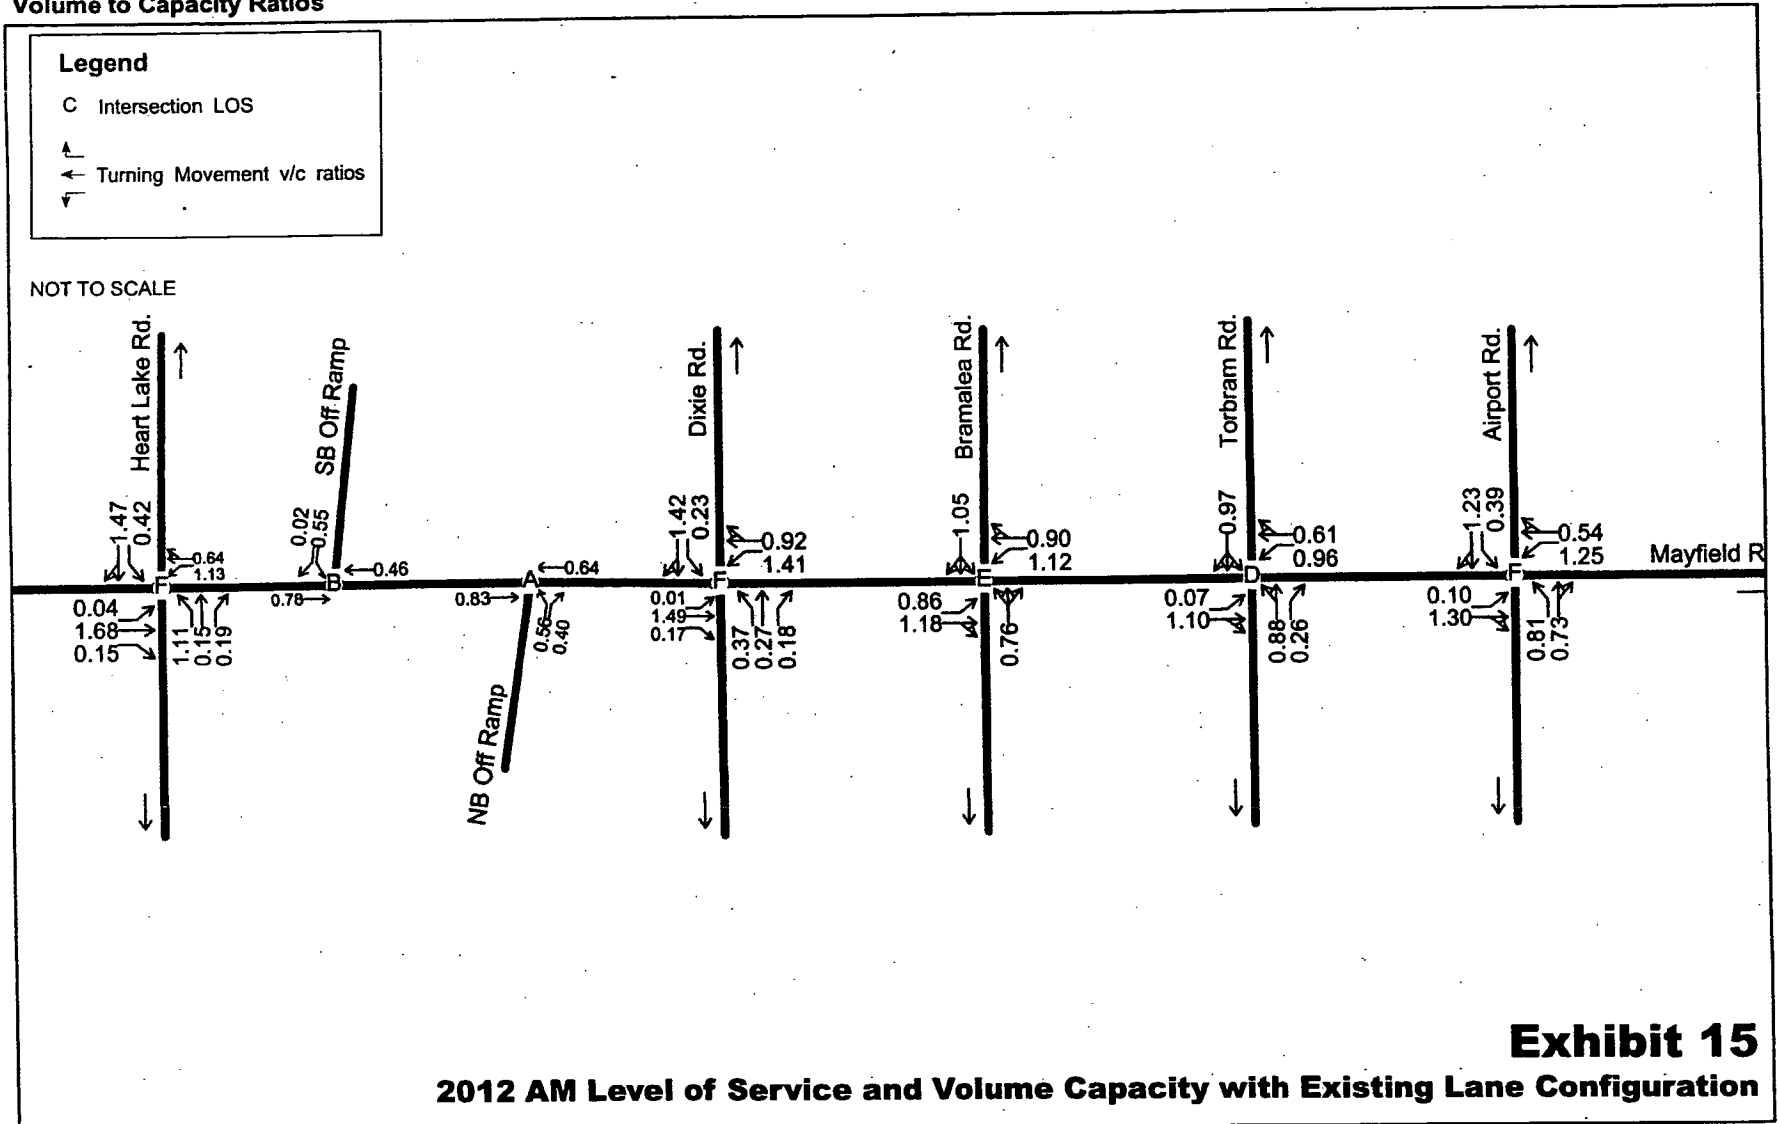 Volume to Capacity Ratios
Legend
C Intersection LOS
Turning Movement v/c ratios
NOT TO SCALE
Heart Lake Rd.
SB Off Ramp
Dixie Rd.
Bramalea Rd.
Torbram Rd.
Airport Rd.
1.47
0.42
0.64
1.13
F
0.04
1.68
0.15
1.11
0.15
0.19
0.02
0.55
B
0.46
0.78
A
0.64
0.83
0.56
0.40
NB Off Ramp
1.42
0.23
0.92
1.41
F
0.01
1.49
0.17
0.37
0.27
0.18
1.05
0.90
1.12
E
0.86
1.18
0.76
0.97
0.61
0.96
D
0.07
1.10
0.88
0.26
1.23
0.39
0.54
1.25
F
0.10
1.30
0.81
0.73
Mayfield R
Exhibit 15
2012 AM Level of Service and Volume Capacity with Existing Lane Configuration